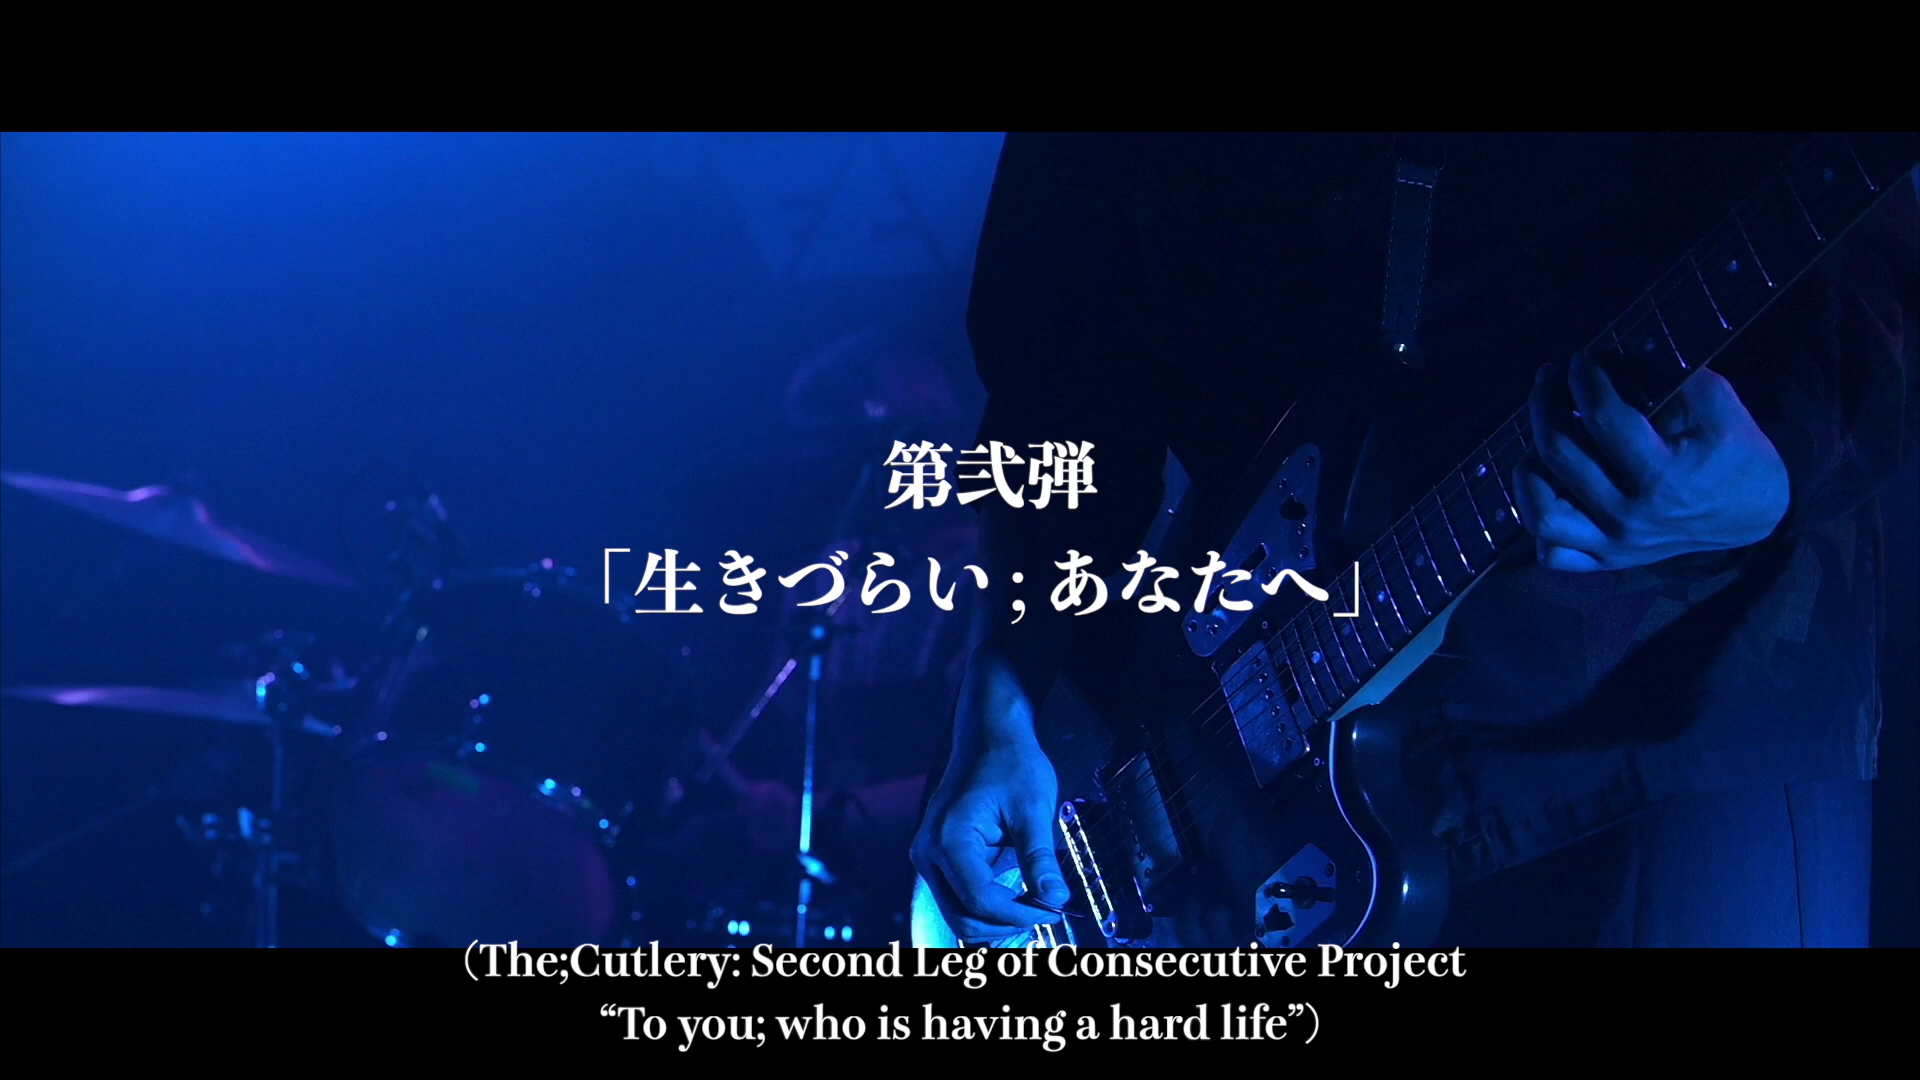 第弐弾
「生きづらい ; あなたへ」
（The;Cutlery: Second Leg of Consecutive Project
“To you; who is having a hard life”）